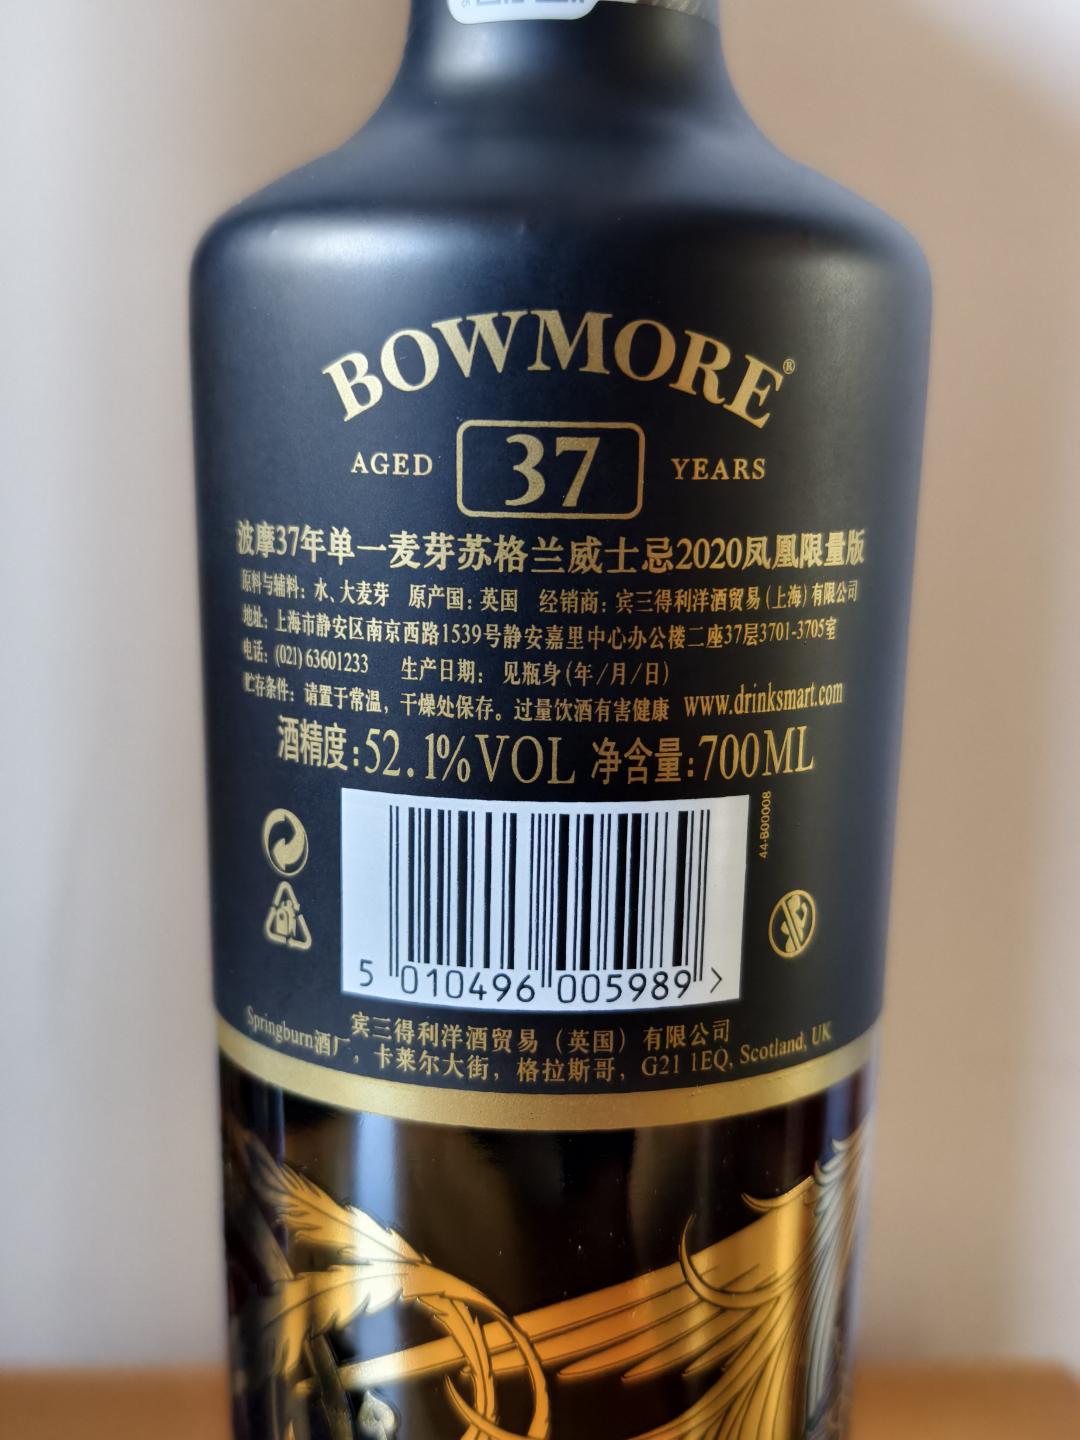 BOWMORE®
AGED 37 YEARS
波摩37年单一麦芽苏格兰威士忌2020凤凰限量版
原料与辅料：水、大麦芽 原产国：英国 经销商：宾三得利洋酒贸易（上海）有限公司
地址：上海市静安区南京西路1539号静安嘉里中心办公楼二座37层3701-3705室
电话：(021) 63601233 生产日期：见瓶身(年/月/日)
贮存条件：请置于常温，干燥处保存。过量饮酒有害健康 www.drinksmart.com
酒精度:52.1%VOL 净含量:700ML
44-B00008
5 010496 005989 >
宾三得利洋酒贸易（英国）有限公司
Springburn酒厂，卡莱尔大街，格拉斯哥，G21 1EQ, Scotland, UK